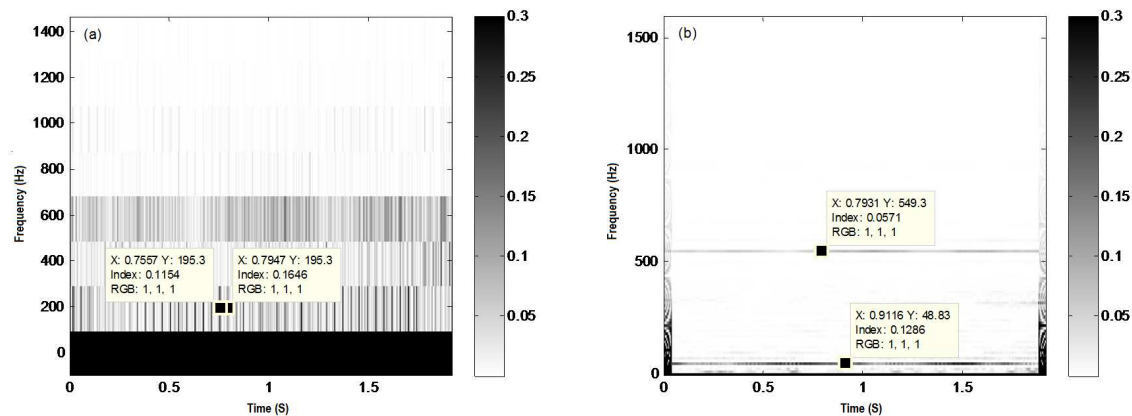 (a)
1400
1200
1000
800
600
400
200
0
Frequency (Hz)
0
0.5
1
1.5
Time (S)
X: 0.7557 Y: 195.3
Index: 0.1154
RGB: 1, 1, 1
X: 0.7947 Y: 195.3
Index: 0.1646
RGB: 1, 1, 1
0.3
0.25
0.2
0.15
0.1
0.05
(b)
1500
1000
500
0
Frequency (Hz)
0
0.5
1
1.5
Time (S)
X: 0.7931 Y: 549.3
Index: 0.0571
RGB: 1, 1, 1
X: 0.9116 Y: 48.83
Index: 0.1286
RGB: 1, 1, 1
0.3
0.25
0.2
0.15
0.1
0.05